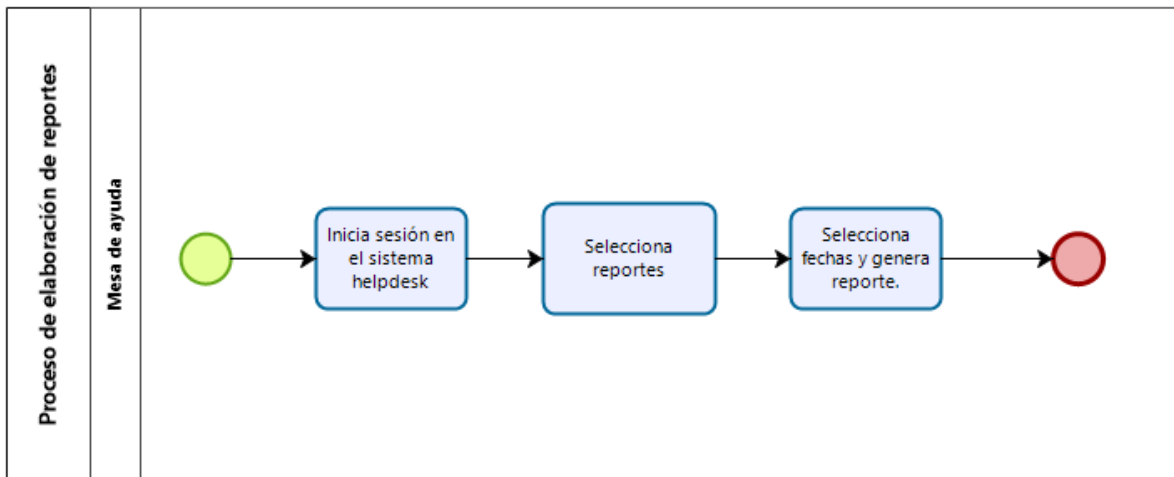 Proceso de elaboración de reportes
Mesa de ayuda
Inicia sesión en
el sistema
helpdesk
Selecciona
reportes
Selecciona
fechas y genera
reporte.